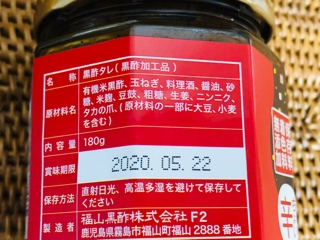 名 称 黒酢タレ(黒酢加工品)
原材料名 有機米黒酢、玉ねぎ、料理酒、醤油、砂
糖、米麹、豆鼓、粗糖、生姜、ニンニク、
タカの爪、(原材料の一部に大豆、小麦
を含む)
内 容 量 180g
賞味期限 2020.05.22
保存方法 直射日光、高温多湿を避けて保存して
ください
製 造 者 福山黒酢株式会社F2
鹿児島県霧島市福山町福山2888番地